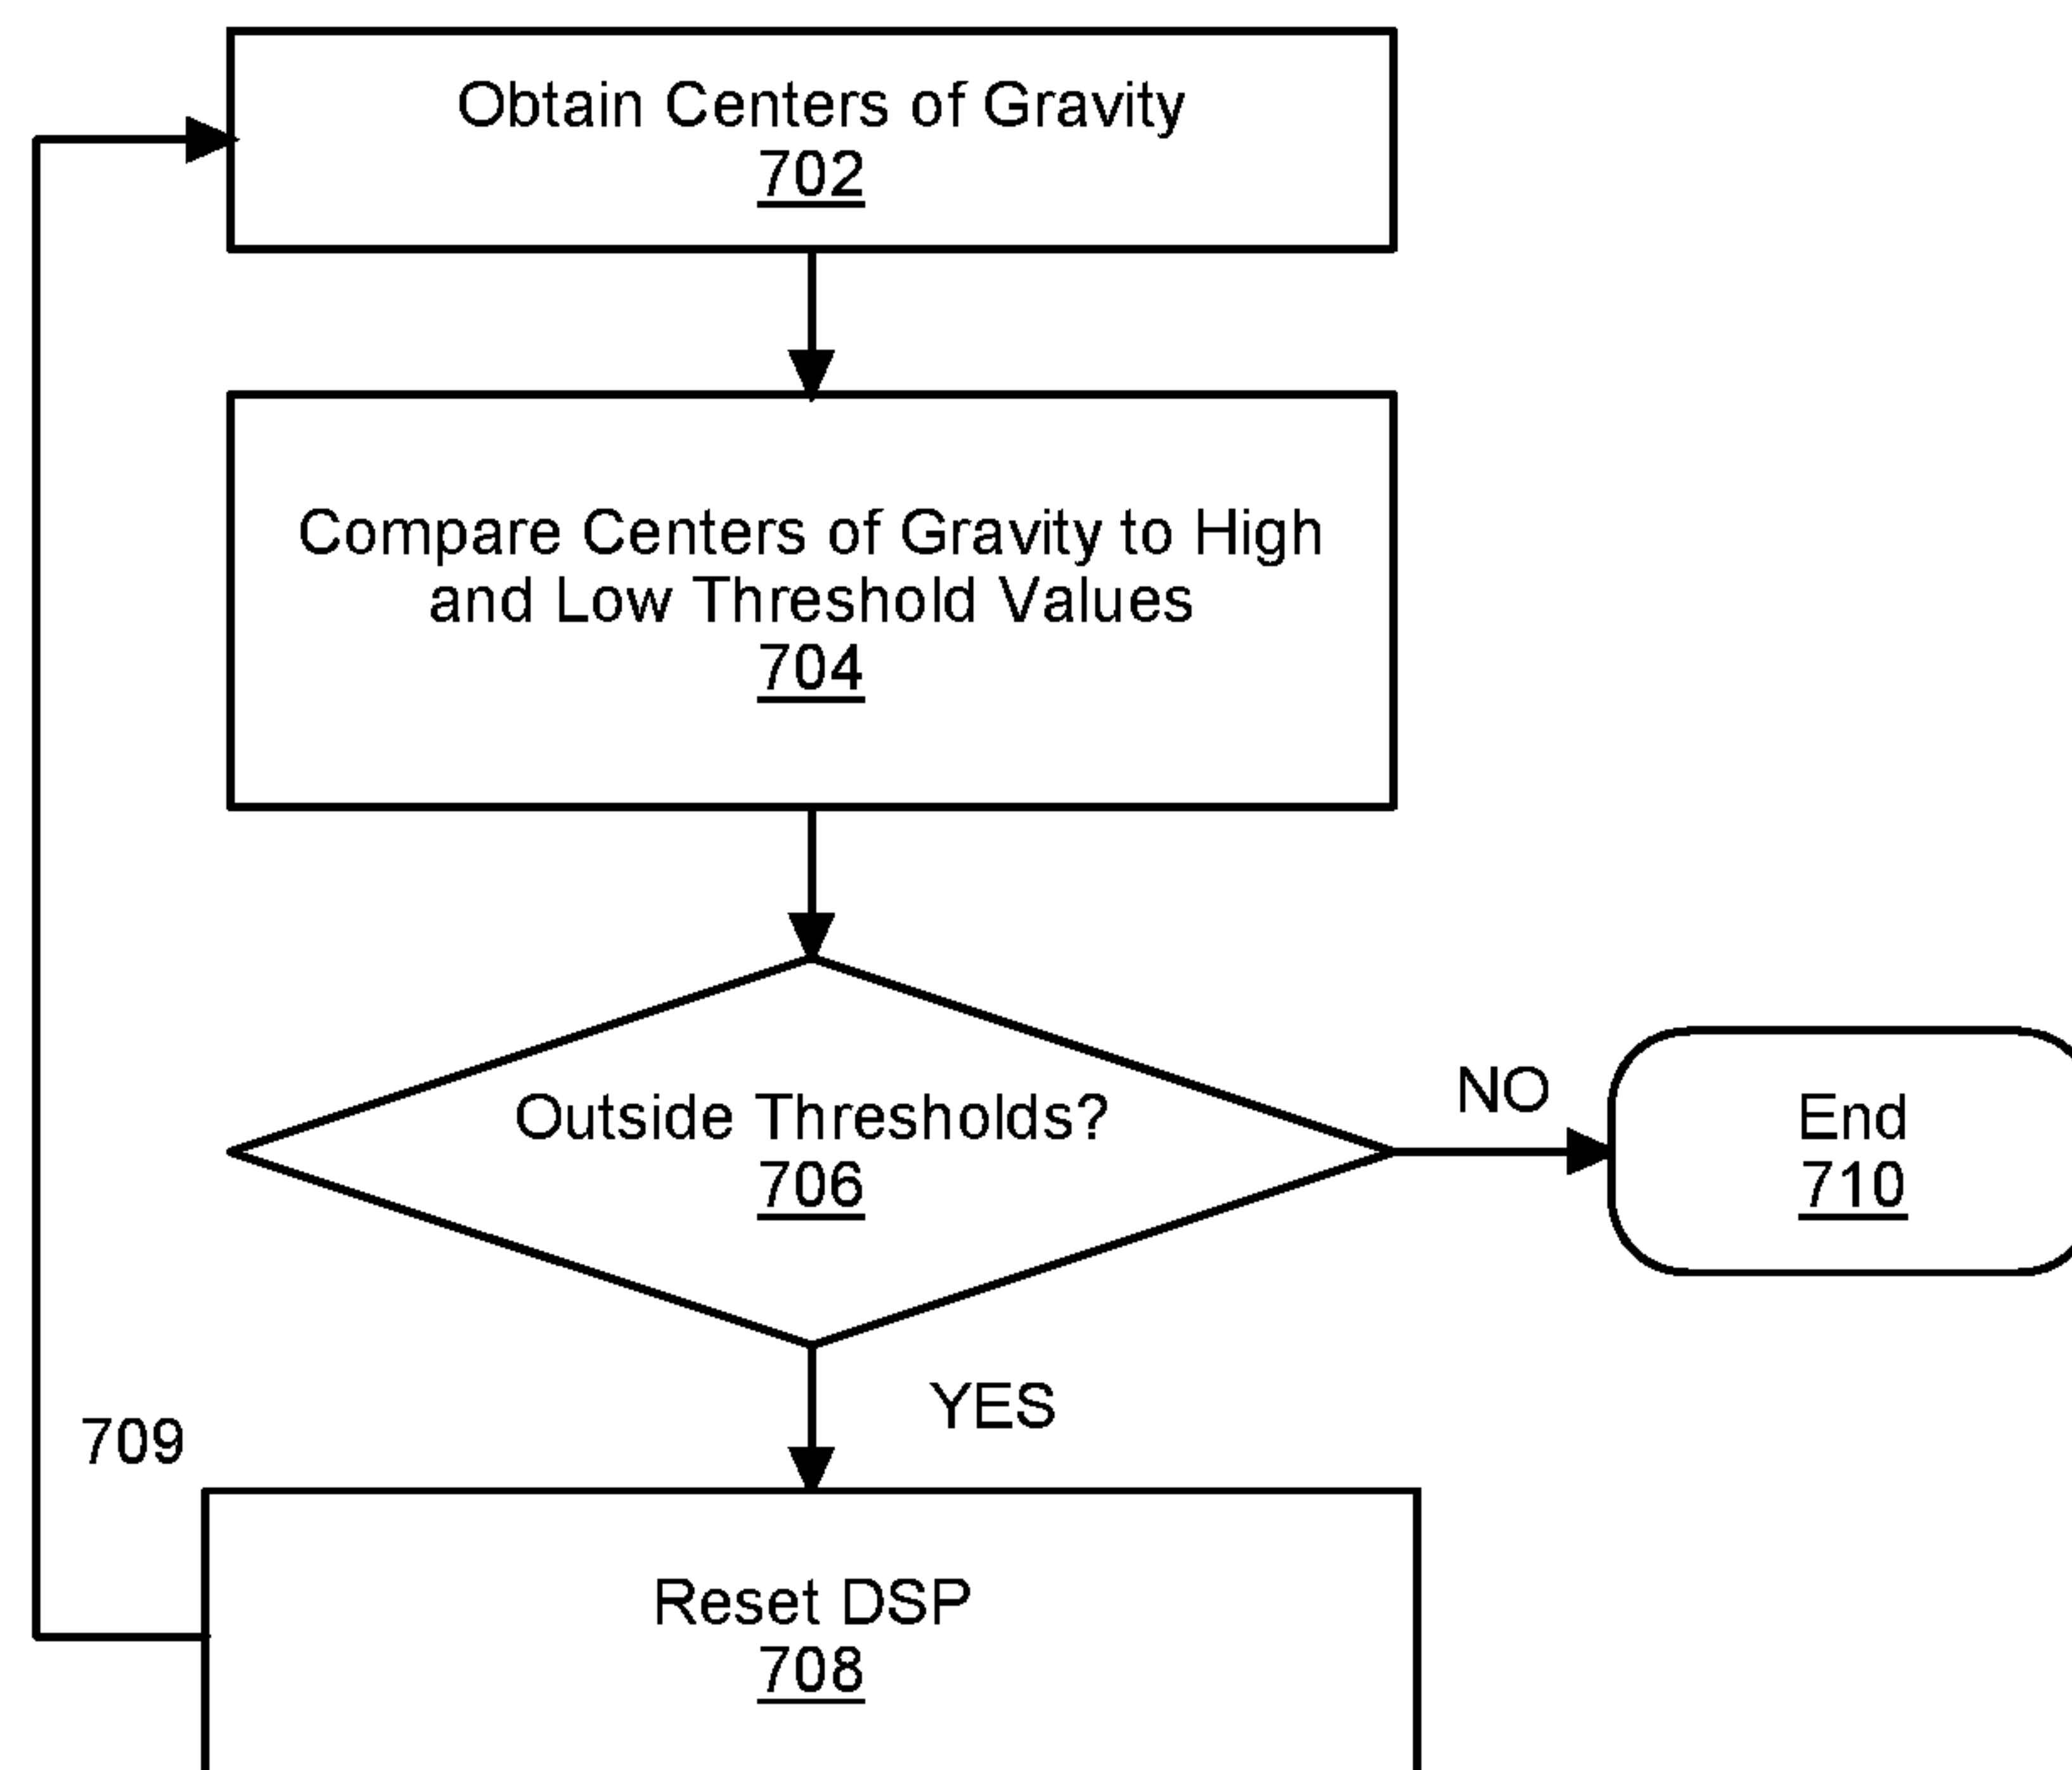 Obtain Centers of Gravity
702
Compare Centers of Gravity to High
and Low Threshold Values
704
Outside Thresholds?
706
NO
End
710
YES
709
Reset DSP
708